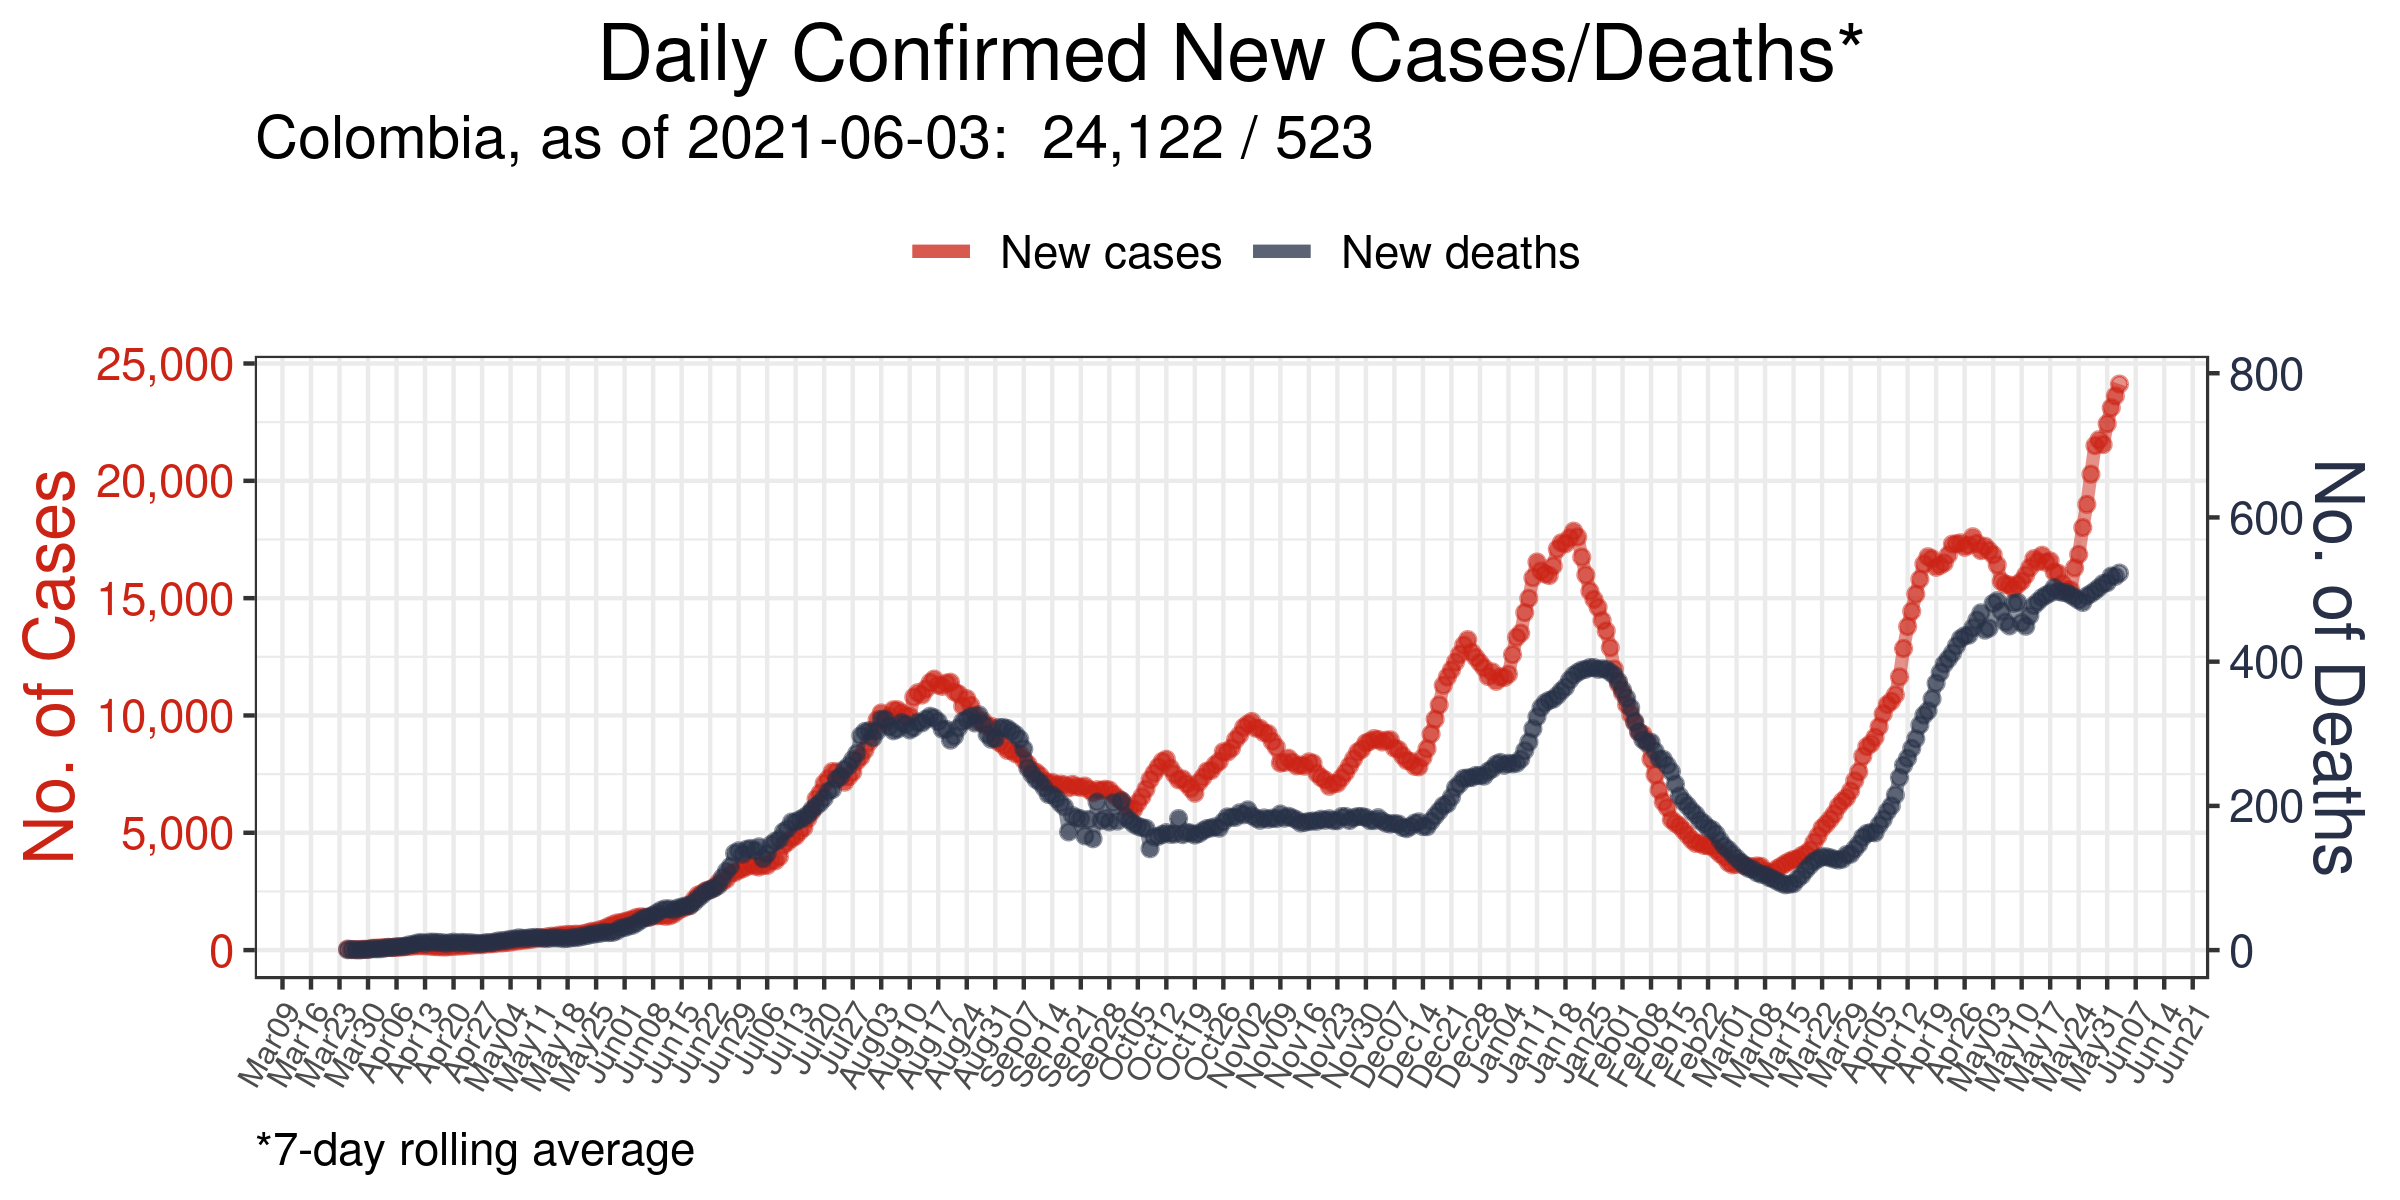 Daily Confirmed New Cases/Deaths*
Colombia, as of 2021-06-03:  24,122 / 523
New cases
New deaths
No. of Cases
25,000
20,000
15,000
10,000
5,000
0
800
600
400
200
0
No. of Deaths
Mar09
Mar16
Mar23
Mar30
Apr06
Apr13
Apr20
Apr27
May04
May11
May18
May25
Jun01
Jun08
Jun15
Jun22
Jun29
Jul06
Jul13
Jul20
Jul27
Aug03
Aug10
Aug17
Aug24
Aug31
Sep07
Sep14
Sep21
Sep28
Oct05
Oct12
Oct19
Oct26
Nov02
Nov09
Nov16
Nov23
Nov30
Dec07
Dec14
Dec21
Dec28
Jan04
Jan11
Jan18
Jan25
Feb01
Feb08
Feb15
Feb22
Mar01
Mar08
Mar15
Mar22
Mar29
Apr05
Apr12
Apr19
Apr26
May03
May10
May17
May24
May31
Jun07
Jun14
Jun21
*7-day rolling average